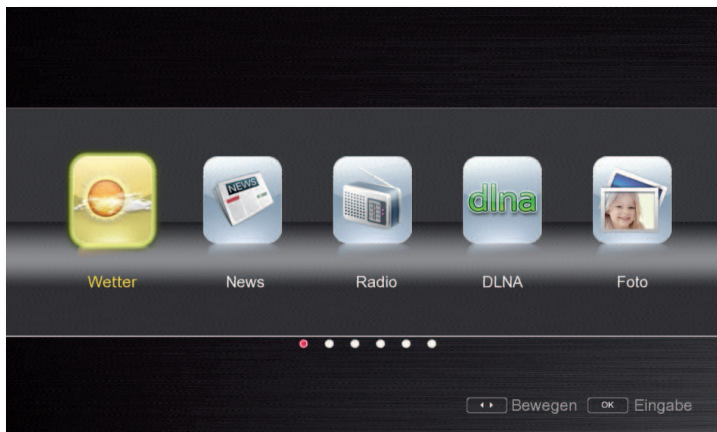 NEWS
dlna
Wetter News Radio DLNA Foto
Bewegen OK Eingabe